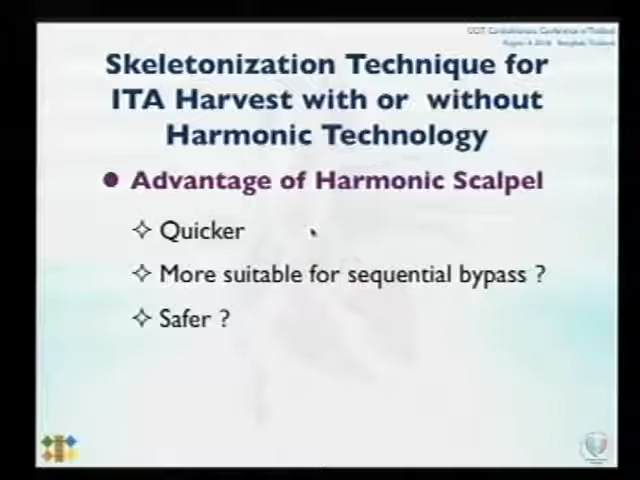 Skeletonization Technique for
ITA Harvest with or without
Harmonic Technology
Advantage of Harmonic Scalpel
Quicker
More suitable for sequential bypass ?
Safer ?